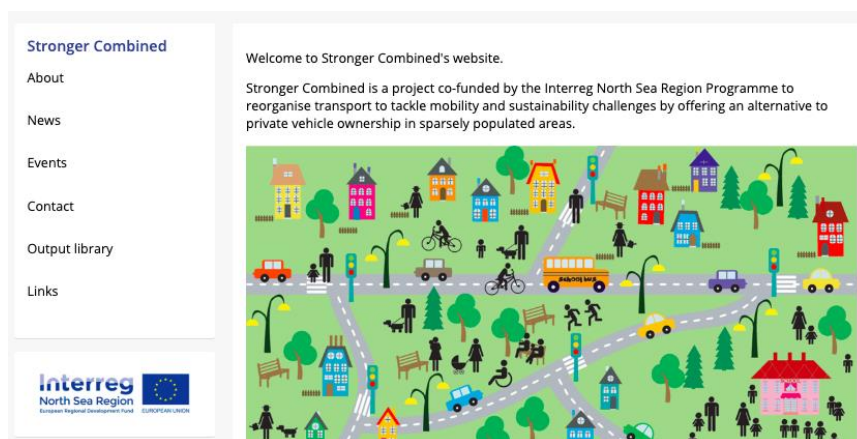 Stronger Combined
About
News
Events
Contact
Output library
Links
Interreg
North Sea Region
European Regional Development Fund EUROPEAN UNION
Welcome to Stronger Combined's website.
Stronger Combined is a project co-funded by the Interreg North Sea Region Programme to
reorganise transport to tackle mobility and sustainability challenges by offering an alternative to
private vehicle ownership in sparsely populated areas.
School bus